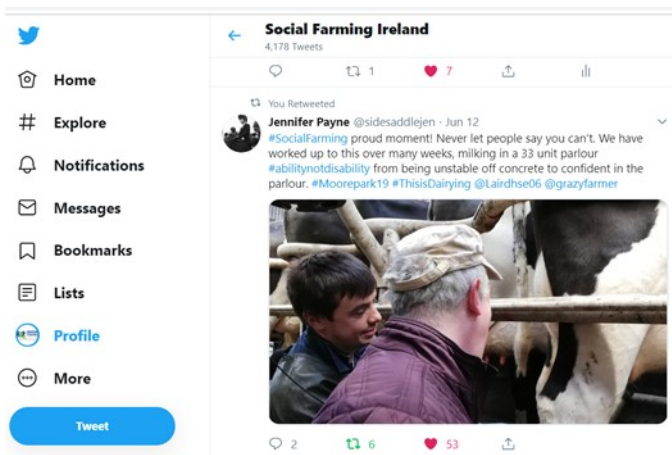 Social Farming Ireland
4,178 Tweets
1
7
Home
Explore
Notifications
Messages
Bookmarks
Lists
Profile
More
Tweet
You Retweeted
Jennifer Payne @sidesaddlejen · Jun 12
#SocialFarming proud moment! Never let people say you can't. We have
worked up to this over many weeks, milking in a 33 unit parlour
#abilitynotdisability from being unstable off concrete to confident in the
parlour. #Moorepark19 #ThisisDairying @Lairdhse06 @grazyfarmer
2
6
53